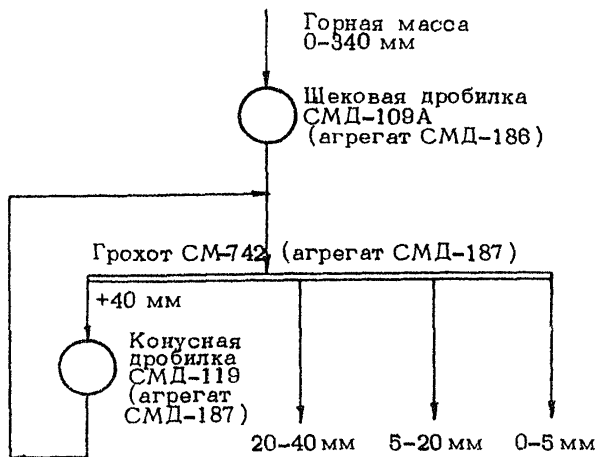 Горная масса
0-340 мм
Щековая дробилка
СМД-109А
(агрегат СМД-186)
Грохот СМ-742 (агрегат СМД-187)
+40 мм
Конусная
дробилка
СМД-119
(агрегат
СМД-187)
20-40 мм 5-20 мм 0-5 мм